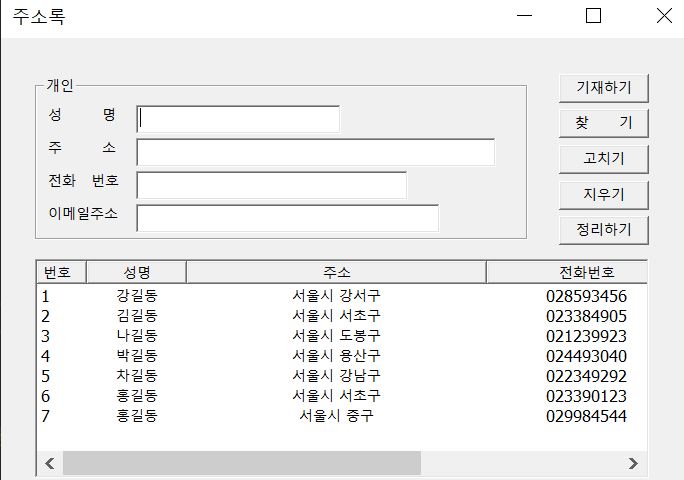 주소록
개인
성 명
주 소
전화 번호
이메일주소
기재하기
찾 기
고치기
지우기
정리하기
번호 성명 주소 전화번호
1 강길동 서울시 강서구 028593456
2 김길동 서울시 서초구 023384905
3 나길동 서울시 도봉구 021239923
4 박길동 서울시 용산구 024493040
5 차길동 서울시 강남구 022349292
6 홍길동 서울시 서초구 023390123
7 홍길동 서울시 중구 029984544